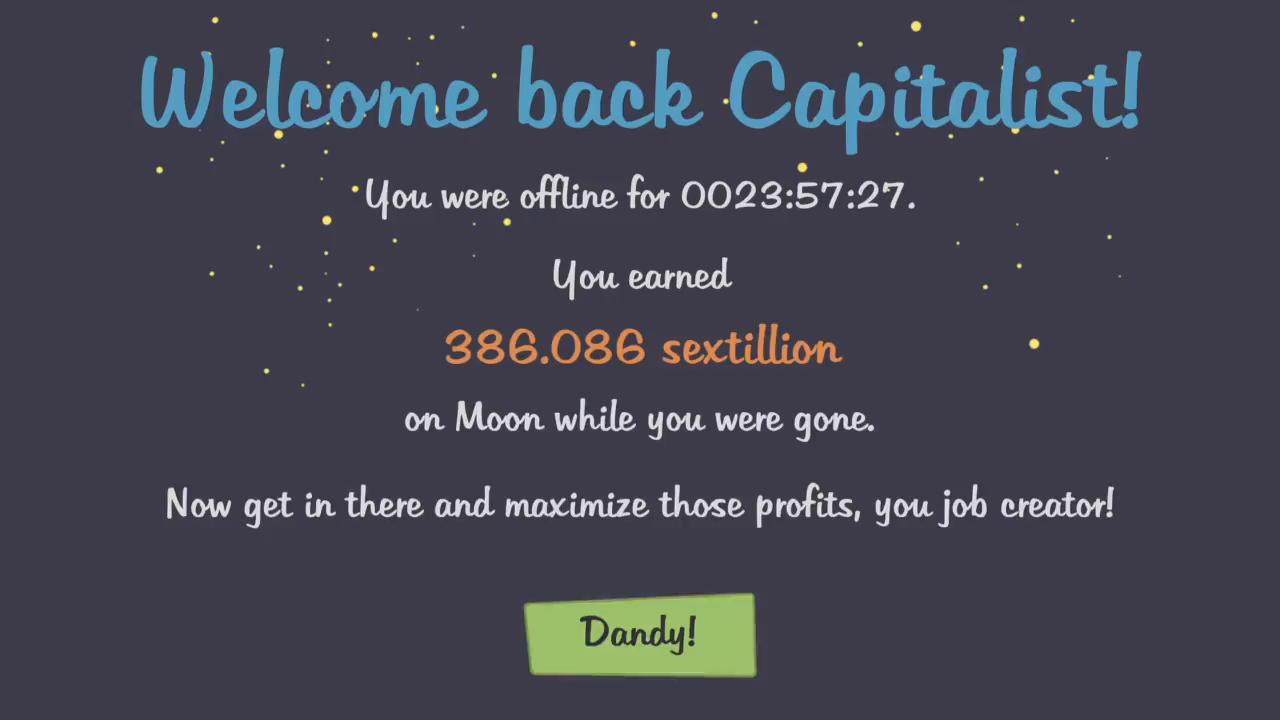 Welcome back Capitalist!
You were offline for 0023:57:27.
You earned
386.086 sextillion
on Moon while you were gone.
Now get in there and maximize those profits, you job creator!
Dandy!